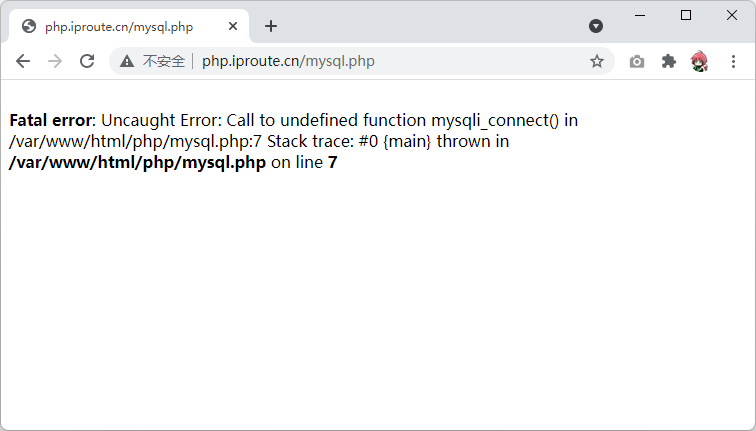 php.iproute.cn/mysql.php
不安全 php.iproute.cn/mysql.php
Fatal error: Uncaught Error: Call to undefined function mysqli_connect() in
/var/www/html/php/mysql.php:7 Stack trace: #0 {main} thrown in
/var/www/html/php/mysql.php on line 7